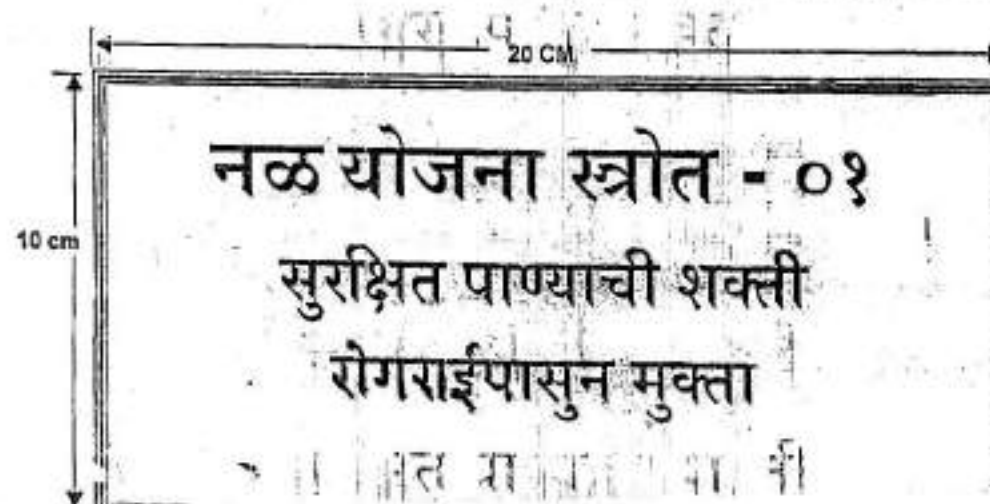 20 CM
नळ योजना स्त्रोत - ०१
10 cm
सुरक्षित पाण्याची शक्ती
रोगराईपासुन मुक्ता